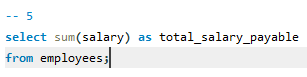 -- 5
select sum(salary) as total_salary_payable
from employees;